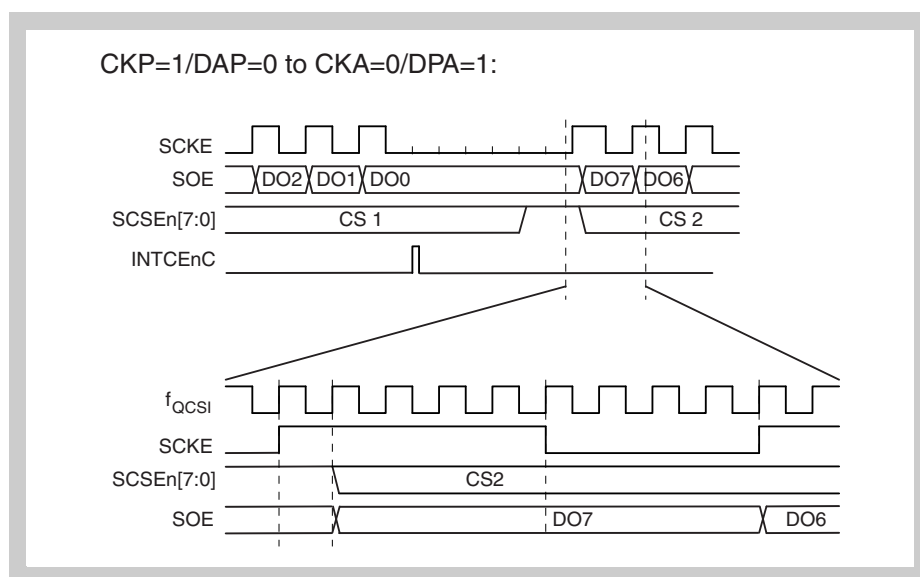 CKP=1/DAP=0 to CKA=0/DPA=1:
SCKE
SOE DO2 DO1 DO0 DO7 DO6
SCSEn[7:0] CS 1 CS 2
INTCEnC
fQCSI
SCKE
SCSEn[7:0] CS2
SOE DO7 DO6